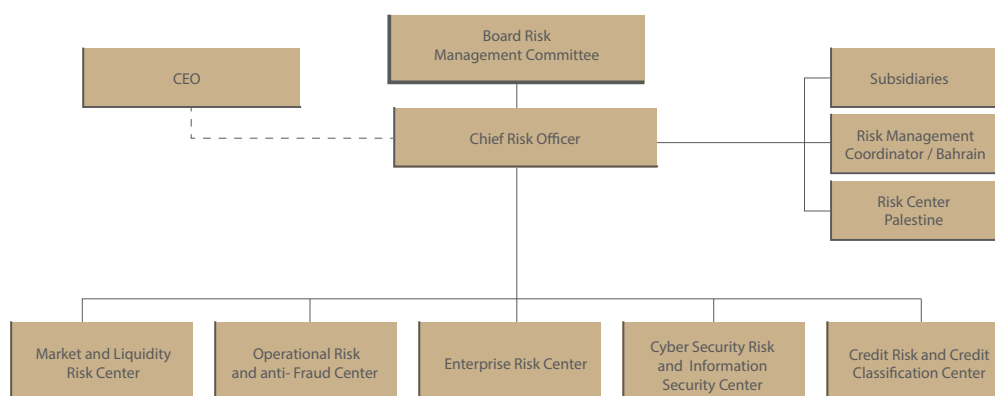 Board Risk
Management Committee
CEO
Subsidiaries
Chief Risk Officer
Risk Management
Coordinator / Bahrain
Risk Center
Palestine
Market and Liquidity
Risk Center
Operational Risk
and anti- Fraud Center
Enterprise Risk Center
Cyber Security Risk
and Information
Security Center
Credit Risk and Credit
Classification Center